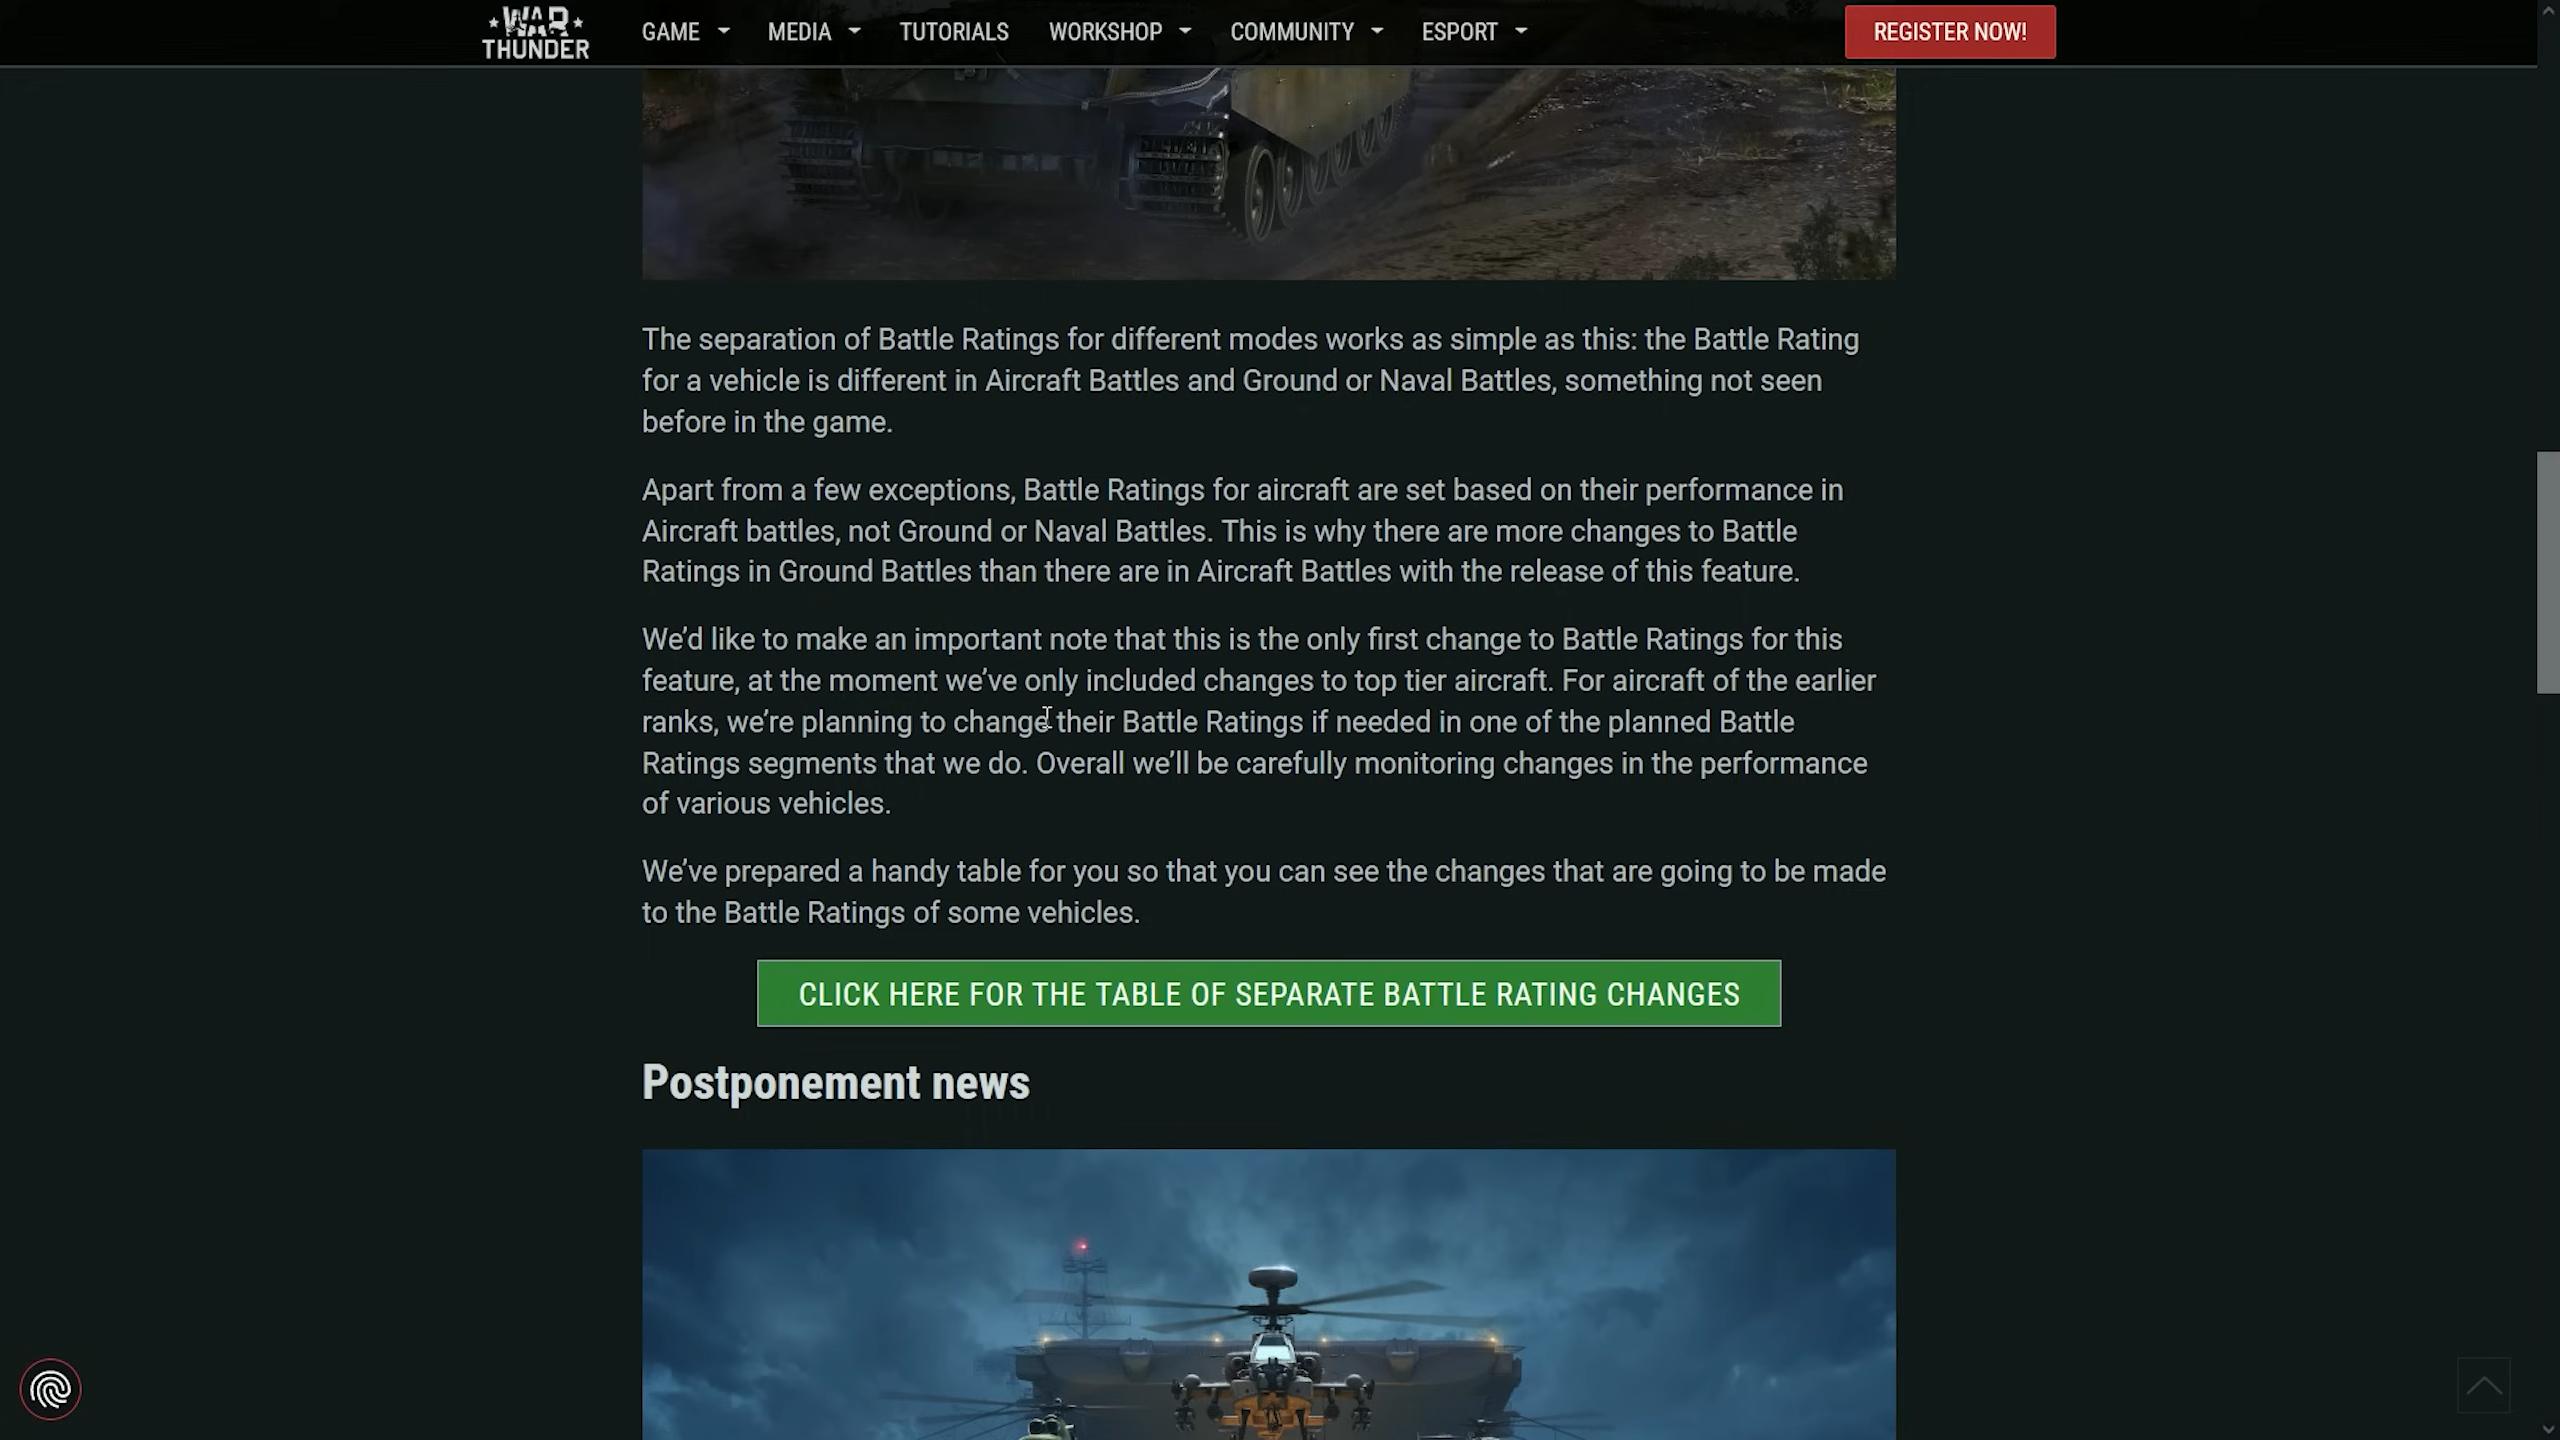 WAR
THUNDER
GAME
MEDIA
TUTORIALS
WORKSHOP
COMMUNITY
ESPORT
REGISTER NOW!
The separation of Battle Ratings for different modes works as simple as this: the Battle Rating
for a vehicle is different in Aircraft Battles and Ground or Naval Battles, something not seen
before in the game.
Apart from a few exceptions, Battle Ratings for aircraft are set based on their performance in
Aircraft battles, not Ground or Naval Battles. This is why there are more changes to Battle
Ratings in Ground Battles than there are in Aircraft Battles with the release of this feature.
We’d like to make an important note that this is the only first change to Battle Ratings for this
feature, at the moment we’ve only included changes to top tier aircraft. For aircraft of the earlier
ranks, we’re planning to change their Battle Ratings if needed in one of the planned Battle
Ratings segments that we do. Overall we’ll be carefully monitoring changes in the performance
of various vehicles.
We’ve prepared a handy table for you so that you can see the changes that are going to be made
to the Battle Ratings of some vehicles.
CLICK HERE FOR THE TABLE OF SEPARATE BATTLE RATING CHANGES
Postponement news